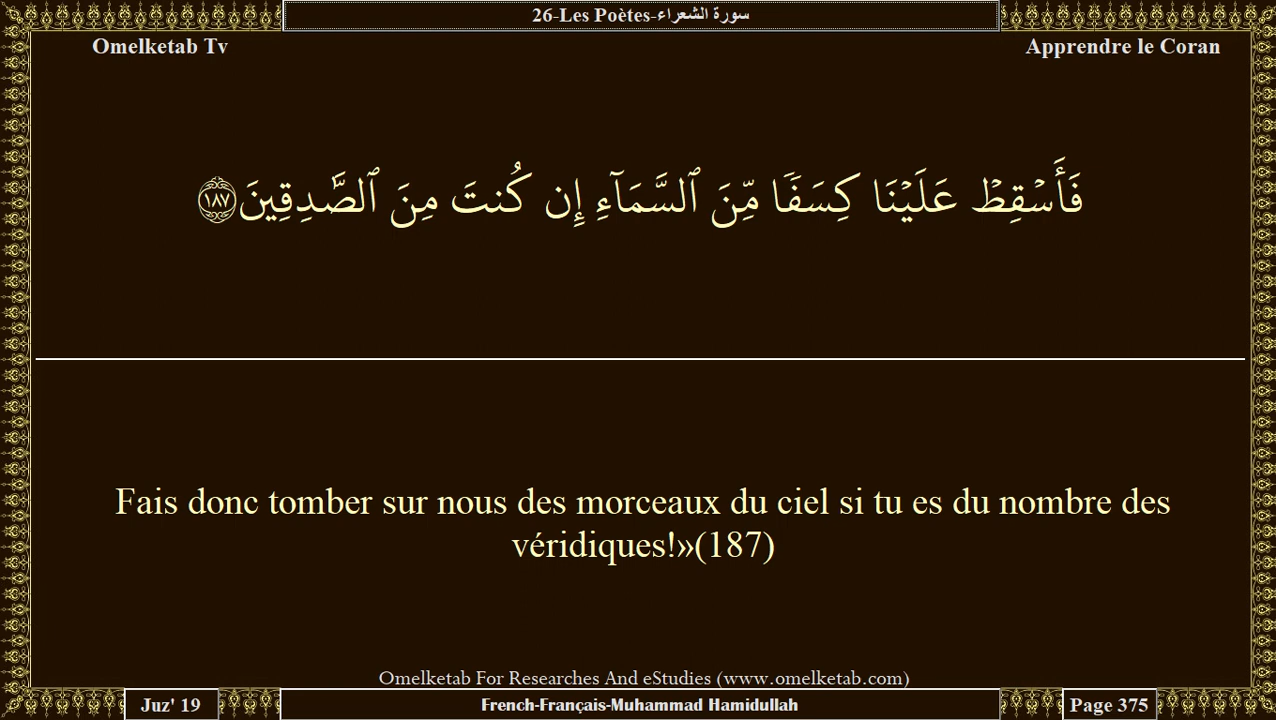 26-Les Poètes-سورة الشعراء
Omelketab Tv
Apprendre le Coran
فَأَسۡقِطۡ عَلَيۡنَا كِسَفٗا مِّنَ ٱلسَّمَآءِ إِن كُنتَ مِنَ ٱلصَّٰدِقِينَ ١٨٧
Fais donc tomber sur nous des morceaux du ciel si tu es du nombre des
véridiques!»(187)
Omelketab For Researches And eStudies (www.omelketab.com)
Juz' 19
French-Français-Muhammad Hamidullah
Page 375